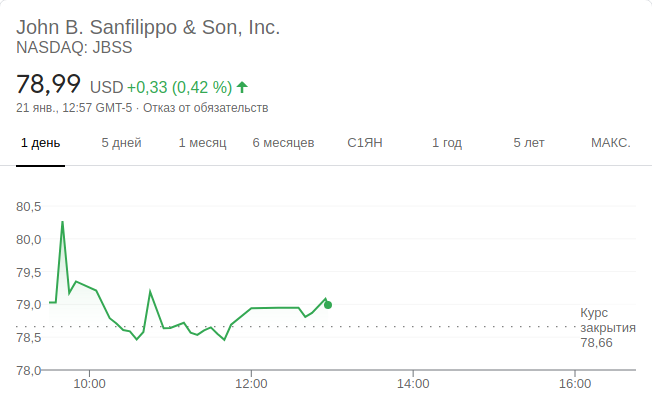 John B. Sanfilippo & Son, Inc.
NASDAQ: JBSS
78,99 USD +0,33 (0,42 %)
21 янв., 12:57 GMT-5 · Отказ от обязательств
1 день 5 дней 1 месяц 6 месяцев С1ЯН 1 год 5 лет МАКС.
80,5
80,0
79,5
79,0
78,5
78,0
Курс
закрытия
78,66
10:00 12:00 14:00 16:00